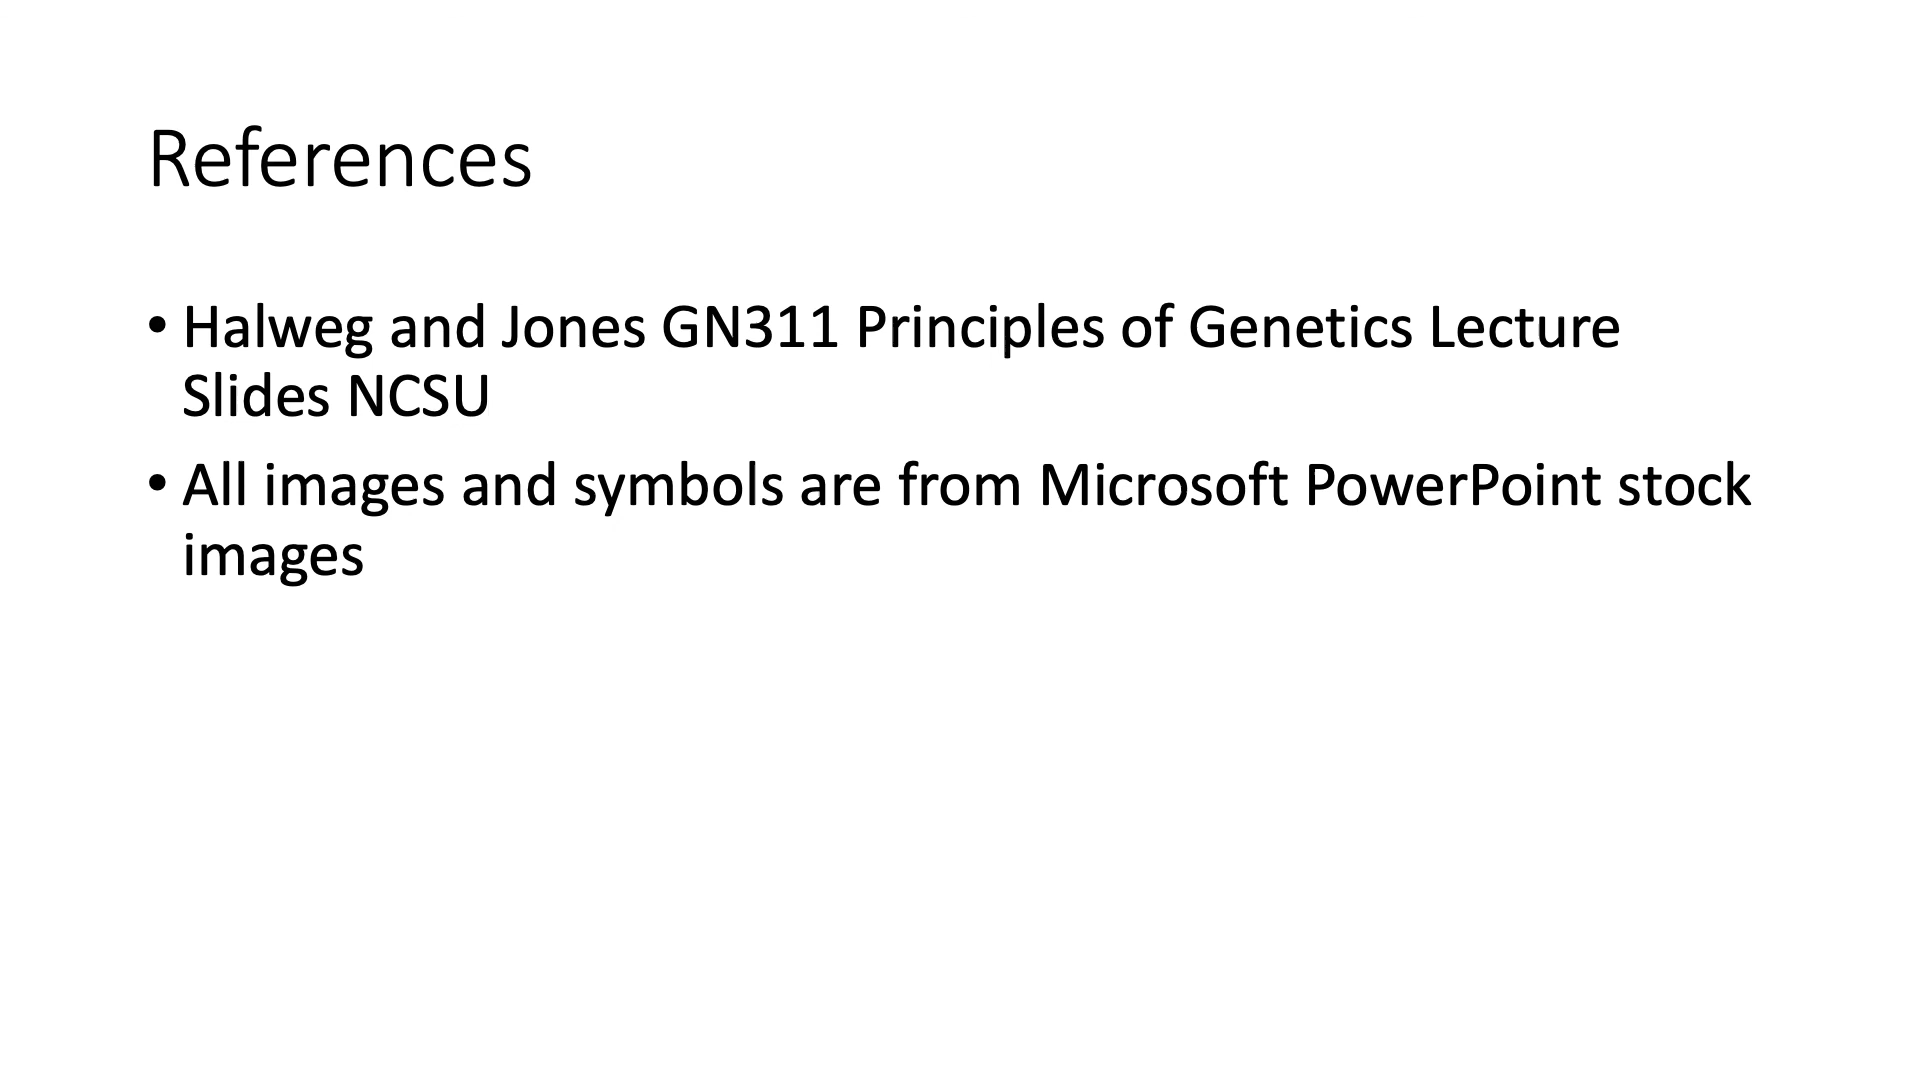 References
• Halweg and Jones GN311 Principles of Genetics Lecture
Slides NCSU
• All images and symbols are from Microsoft PowerPoint stock
images